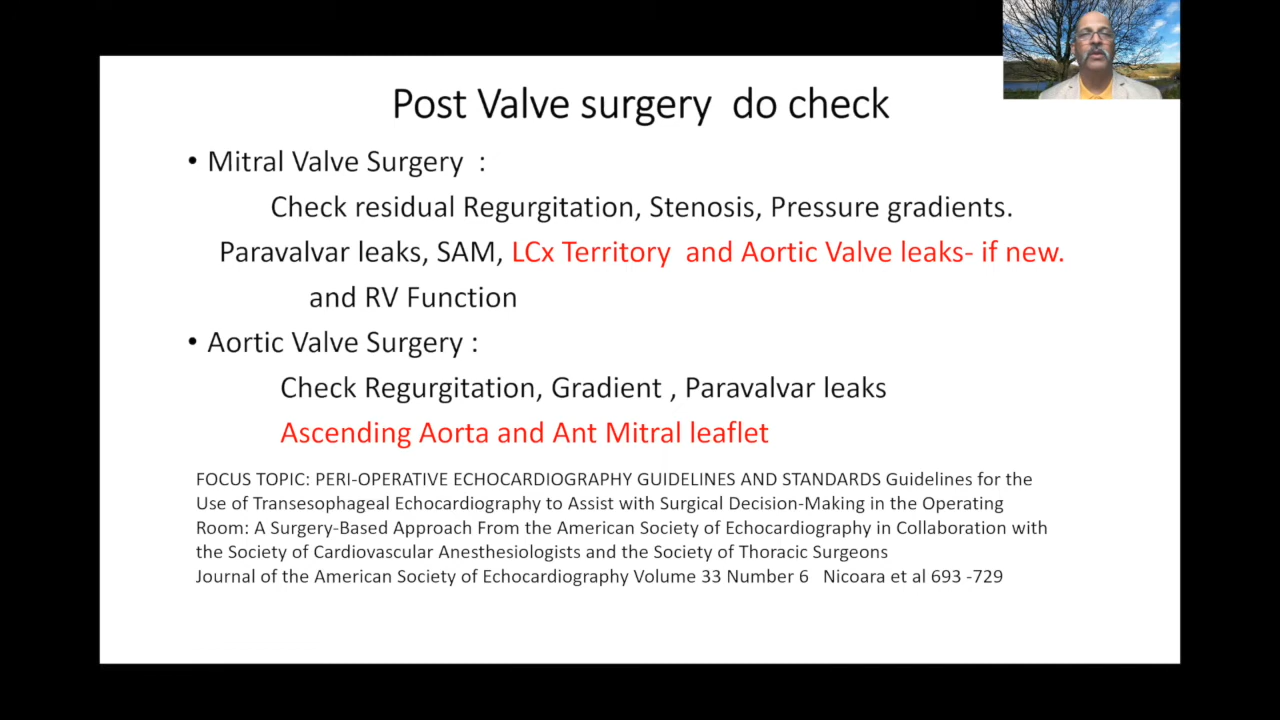 Post Valve surgery do check
• Mitral Valve Surgery :
Check residual Regurgitation, Stenosis, Pressure gradients.
Paravalvar leaks, SAM, LCx Territory and Aortic Valve leaks- if new.
and RV Function
• Aortic Valve Surgery :
Check Regurgitation, Gradient , Paravalvar leaks
Ascending Aorta and Ant Mitral leaflet
FOCUS TOPIC: PERI-OPERATIVE ECHOCARDIOGRAPHY GUIDELINES AND STANDARDS Guidelines for the
Use of Transesophageal Echocardiography to Assist with Surgical Decision-Making in the Operating
Room: A Surgery-Based Approach From the American Society of Echocardiography in Collaboration with
the Society of Cardiovascular Anesthesiologists and the Society of Thoracic Surgeons
Journal of the American Society of Echocardiography Volume 33 Number 6 Nicoara et al 693 -729